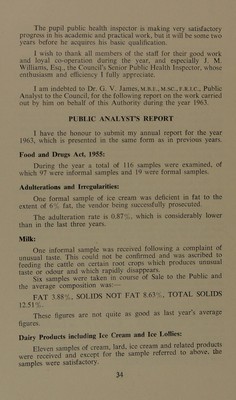 The pupil public health inspector is making very satisfactory
progress in his academic and practical work, but it will be some two
years before he acquires his basic qualification.
I wish to thank all members of the staff for their good work
and loyal co-operation during the year, and especially J. M.
Williams, Esq., the Council's Senior Public Health Inspector, whose
enthusiasm and efficiency I fully appreciate.
I am indebted to Dr. G. V. James, M.B.E., M.SC., F.R.I.C., Public
Analyst to the Council, for the following report on the work carried
out by him on behalf of this Authority during the year 1963.
PUBLIC ANALYST'S REPORT
I have the honour to submit my annual report for the year
1963, which is presented in the same form as in previous years.
Food and Drugs Act, 1955:
During the year a total of 116 samples were examined, of
which 97 were informal samples and 19 were formal samples.
Adulterations and Irregularities:
One formal sample of ice cream was deficient in fat to the
extent of 6% fat, the vendor being successfully prosecuted.
The adulteration rate is 0.87%, which is considerably lower
than in the last three years.
Milk:
One informal sample was received following a complaint of
unusual taste. This could not be confirmed and was ascribed to
feeding the cattle on certain root crops which produces unusual
taste or odour and which rapidly disappears.
Six samples were taken in course of Sale to the Public and
the average composition was:—
FAT 3.88%, SOLIDS NOT FAT 8.63%, TOTAL SOLIDS
12.51%.
These figures are not quite as good as last year's average
figures.
Dairy Products including Ice Cream and Ice Lollies:
Eleven samples of cream, lard, ice cream and related products
were received and except for the sample referred to above, the
samples were satisfactory.
34